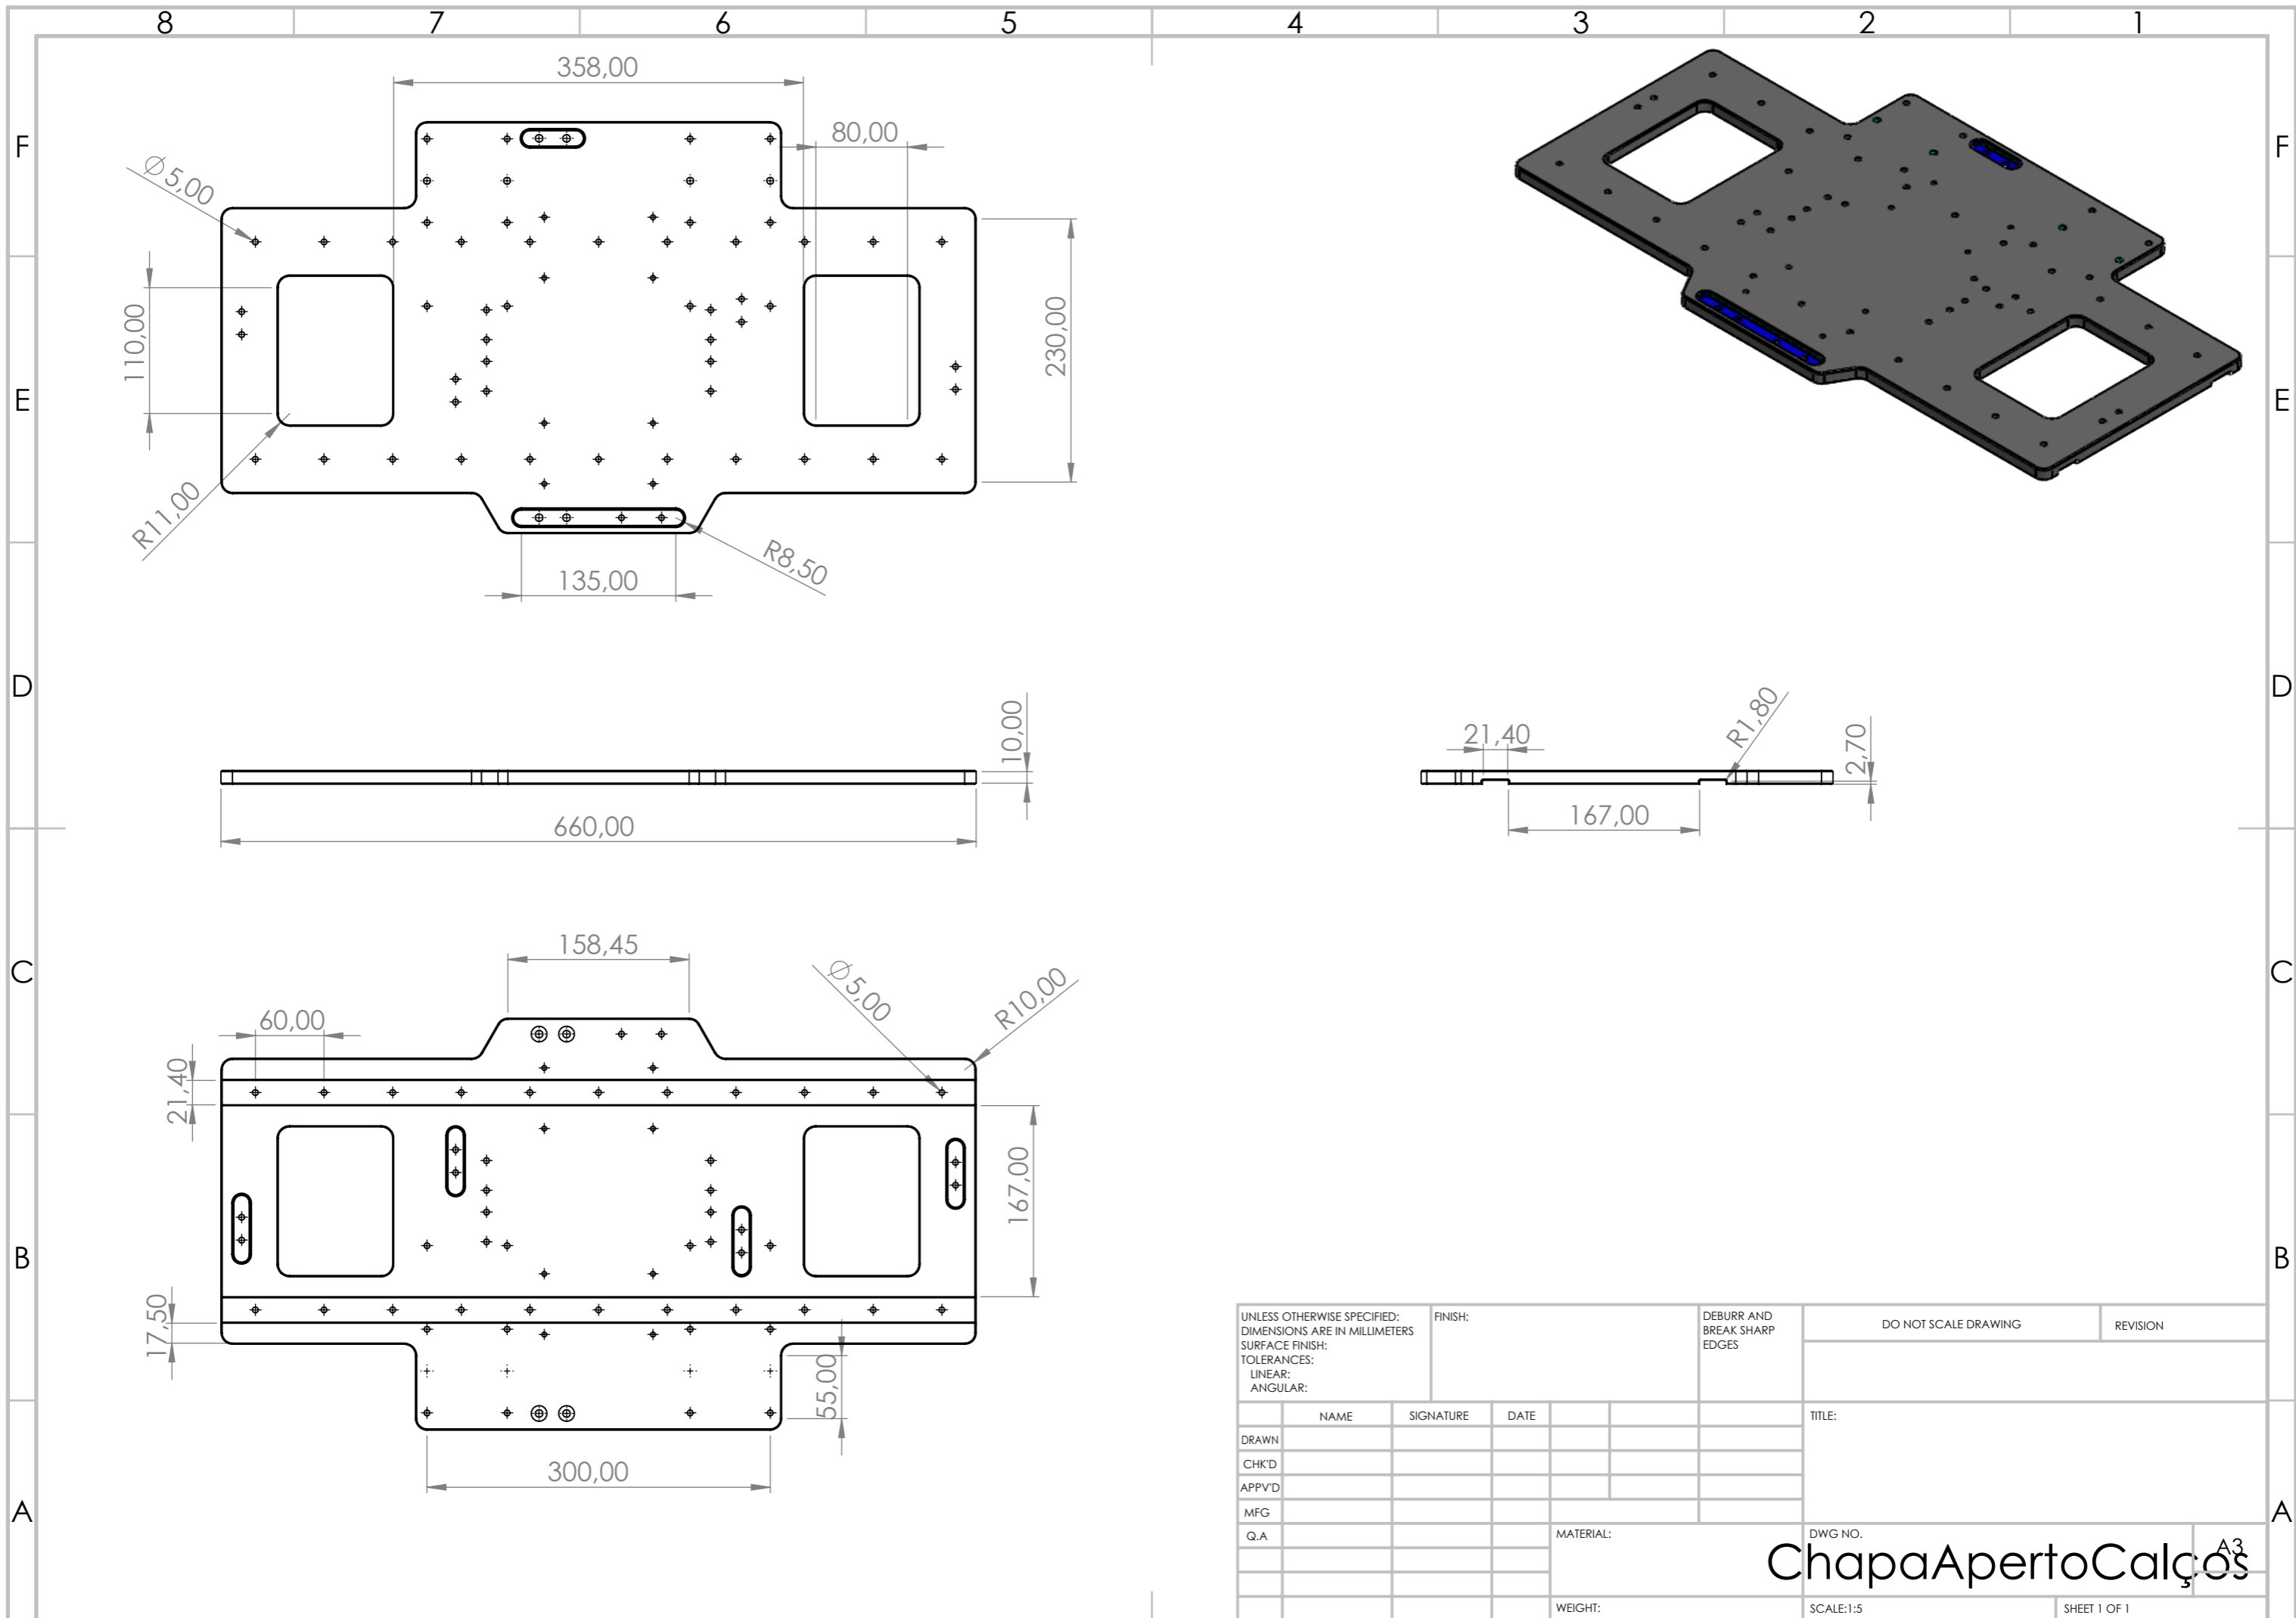 8 7 6 5 4 3 2 1
F F
E E
D D
C C
B B
A A
358,00
80,00
∅5,00
110,00
230,00
R11,00
R8,50
135,00
10,00
660,00
21,40
R1,80
2,70
167,00
158,45
∅5,00
R10,00
60,00
21,40
167,00
17,50
55,00
300,00
UNLESS OTHERWISE SPECIFIED:
DIMENSIONS ARE IN MILLIMETERS
SURFACE FINISH:
TOLERANCES:
LINEAR:
ANGULAR:
FINISH:
DEBURR AND
BREAK SHARP
EDGES
DO NOT SCALE DRAWING
REVISION
NAME SIGNATURE DATE
TITLE:
DRAWN
CHK'D
APPV'D
MFG
Q.A
MATERIAL:
DWG NO.
ChapaApertoCalços
A3
WEIGHT:
SCALE:1:5
SHEET 1 OF 1